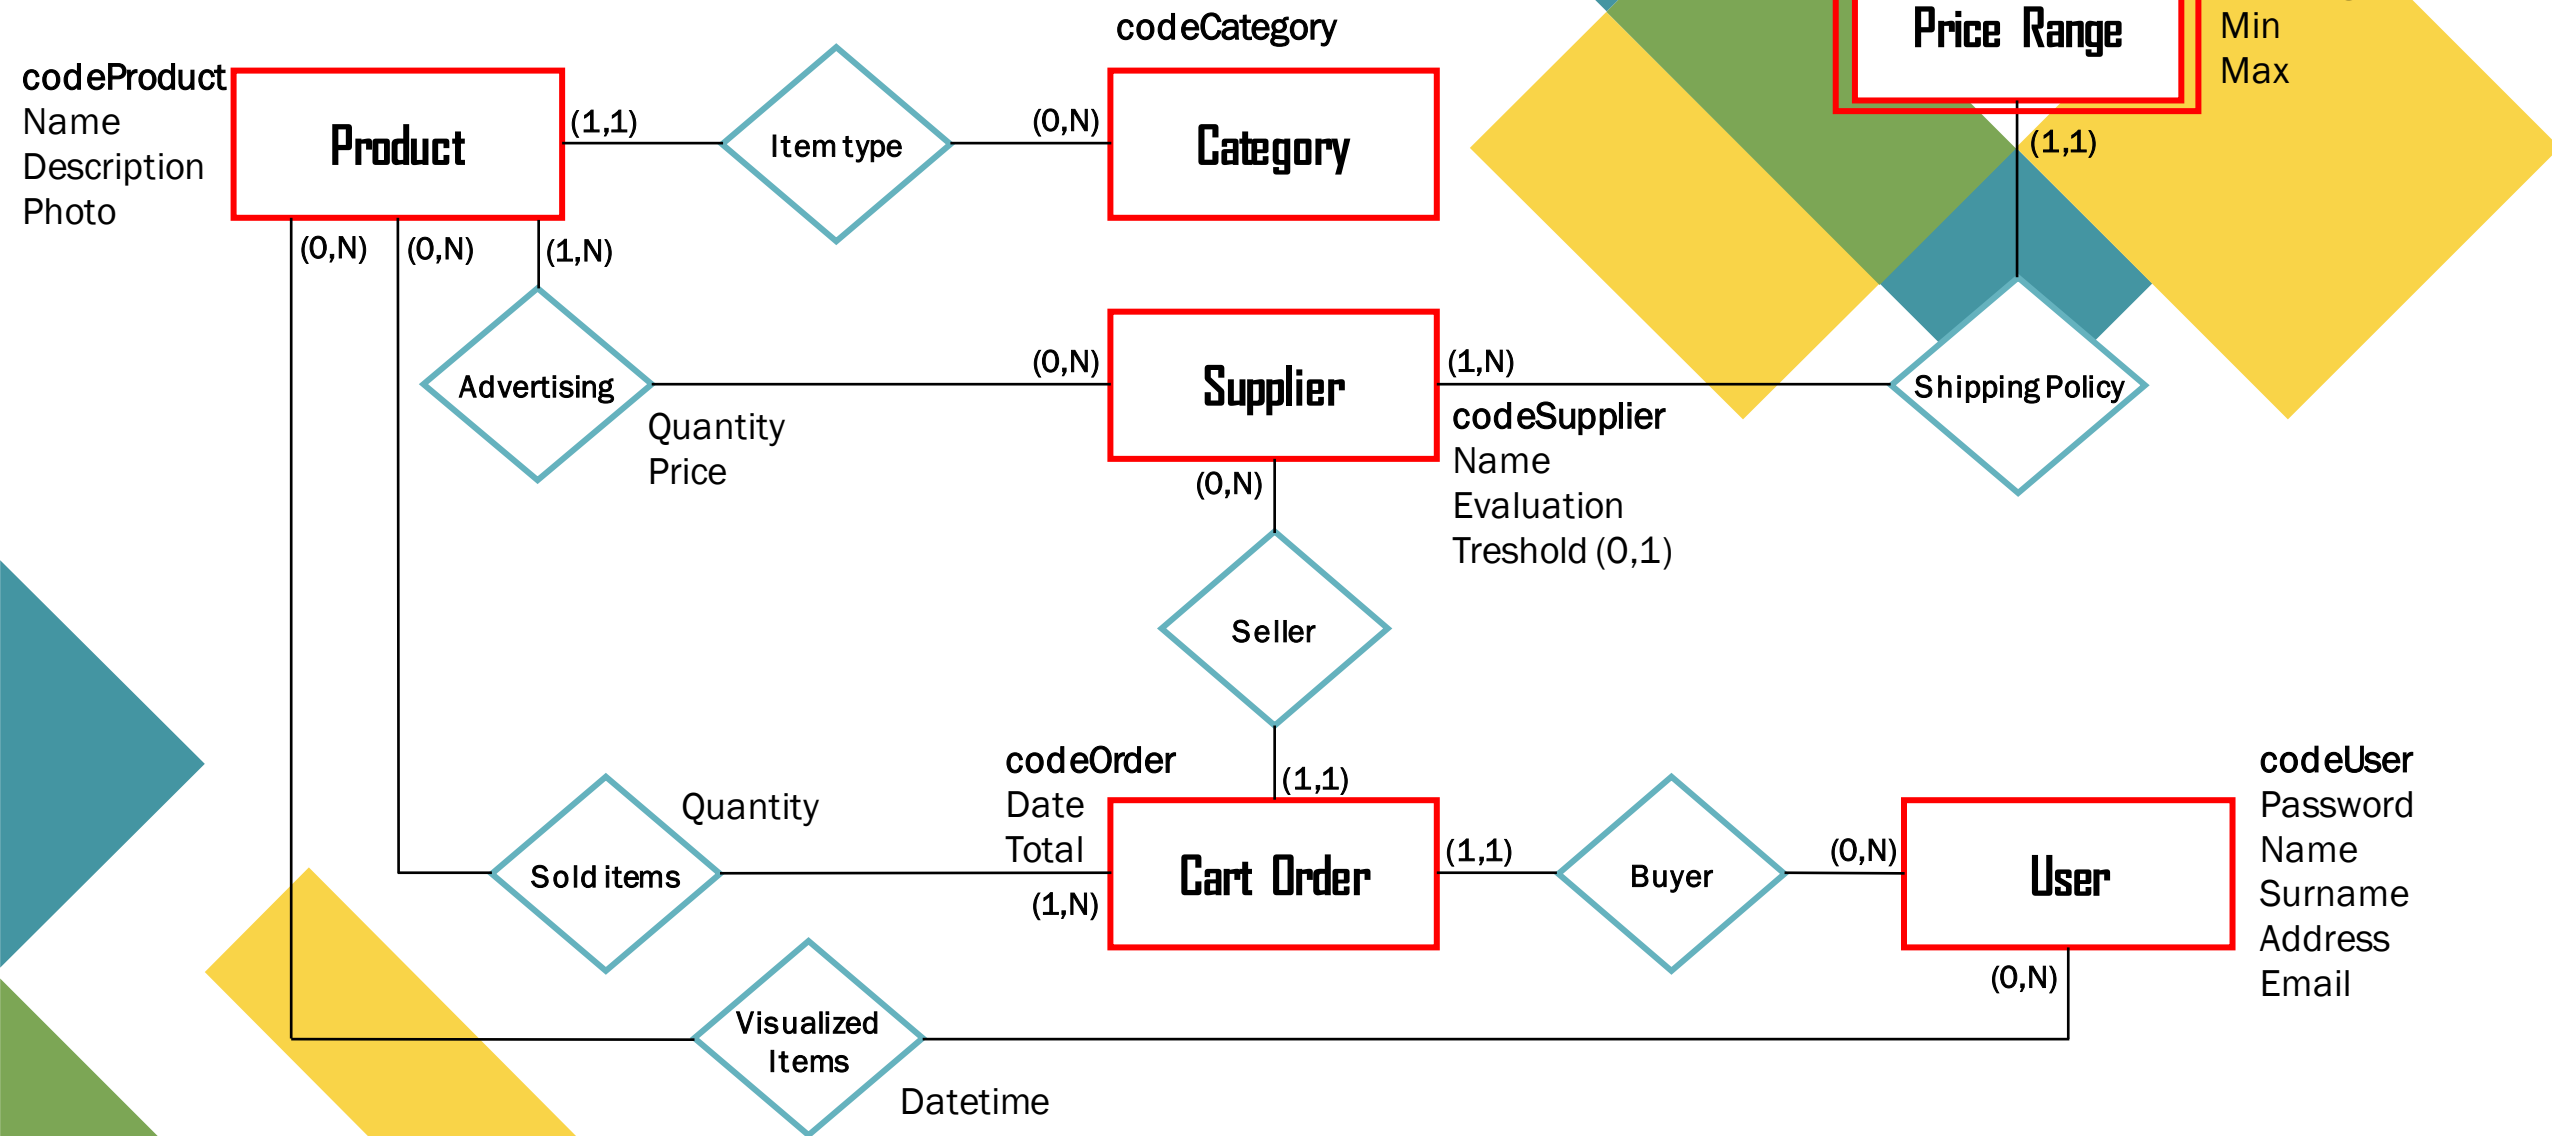 codeCategory
Price Range
Min
Max
codeProduct
Name
Description
Photo
Product
(1,1)
Item type
(0,N)
Category
(1,1)
(0,N)
(0,N)
(1,N)
Advertising
Quantity
Price
(0,N)
Supplier
(1,N)
Shipping Policy
codeSupplier
Name
Evaluation
Treshold (0,1)
(0,N)
Seller
(1,1)
codeOrder
Date
Total
Quantity
Sold items
(1,N)
Cart Order
(1,1)
Buyer
(0,N)
User
codeUser
Password
Name
Surname
Address
Email
(0,N)
Visualized
Items
Datetime